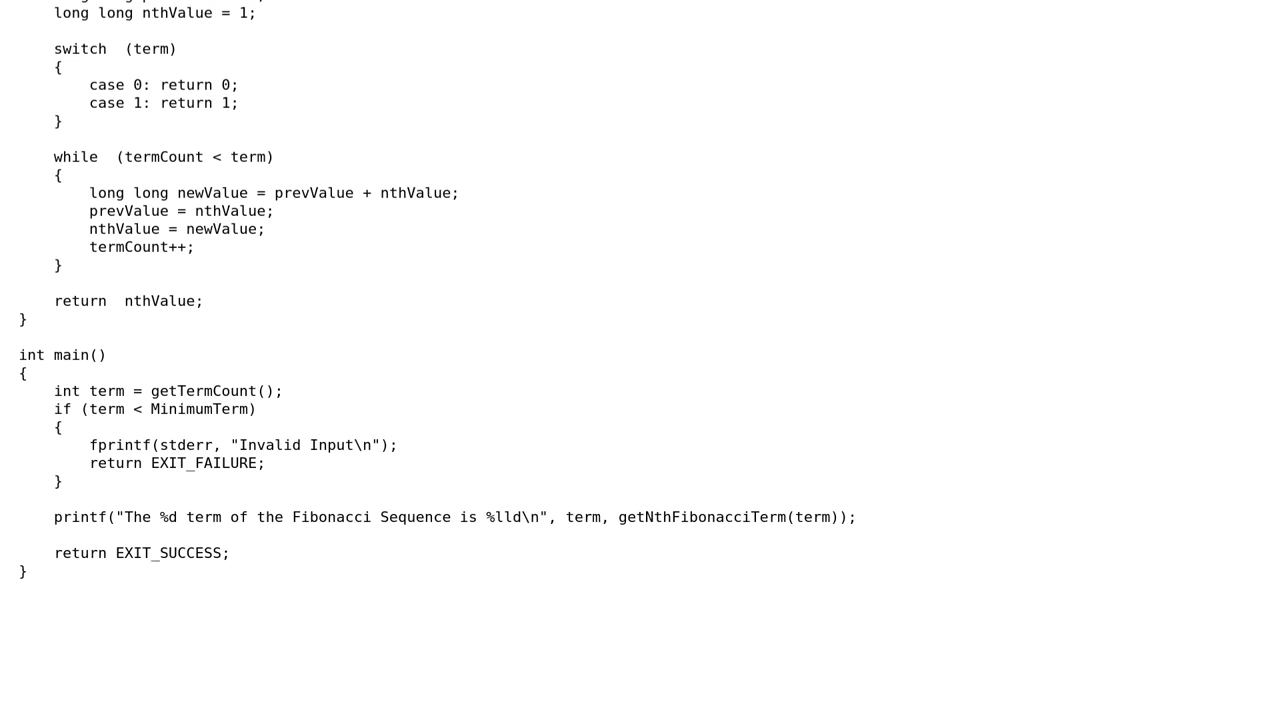 long long nthValue = 1;

    switch  (term)
    {
        case 0: return 0;
        case 1: return 1;
    }

    while  (termCount < term)
    {
        long long newValue = prevValue + nthValue;
        prevValue = nthValue;
        nthValue = newValue;
        termCount++;
    }

    return  nthValue;
}

int main()
{
    int term = getTermCount();
    if (term < MinimumTerm)
    {
        fprintf(stderr, "Invalid Input\n");
        return EXIT_FAILURE;
    }

    printf("The %d term of the Fibonacci Sequence is %lld\n", term, getNthFibonacciTerm(term));

    return EXIT_SUCCESS;
}